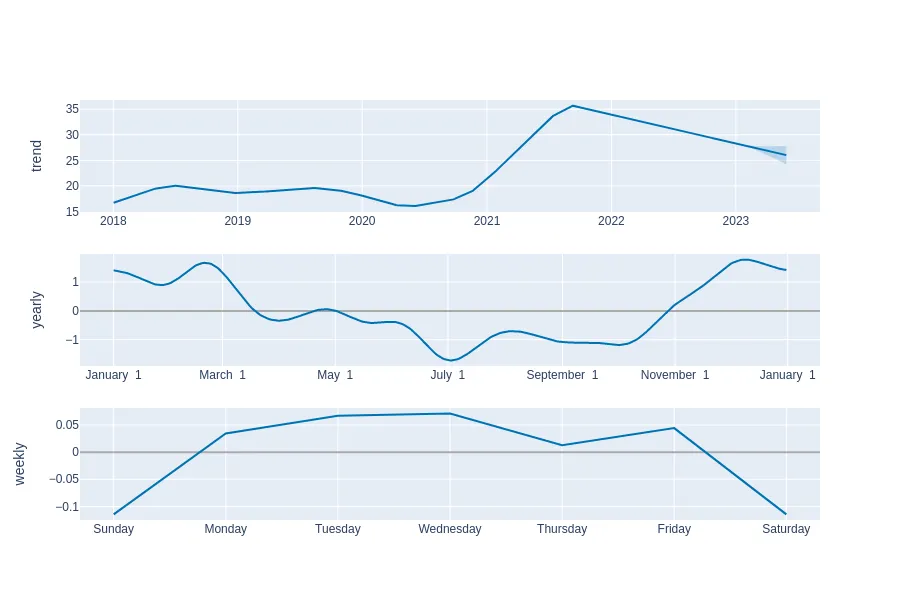 trend
35
30
25
20
15
2018 2019 2020 2021 2022 2023
yearly
1
0
−1
January 1 March 1 May 1 July 1 September 1 November 1 January 1
weekly
0.05
0
−0.05
−0.1
Sunday Monday Tuesday Wednesday Thursday Friday Saturday